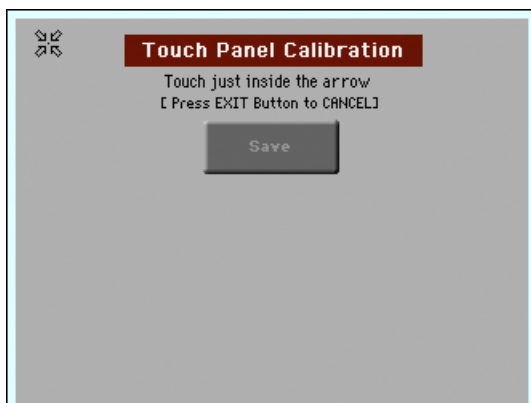 Touch Panel Calibration
Touch just inside the arrow
[ Press EXIT Button to CANCEL]
Save